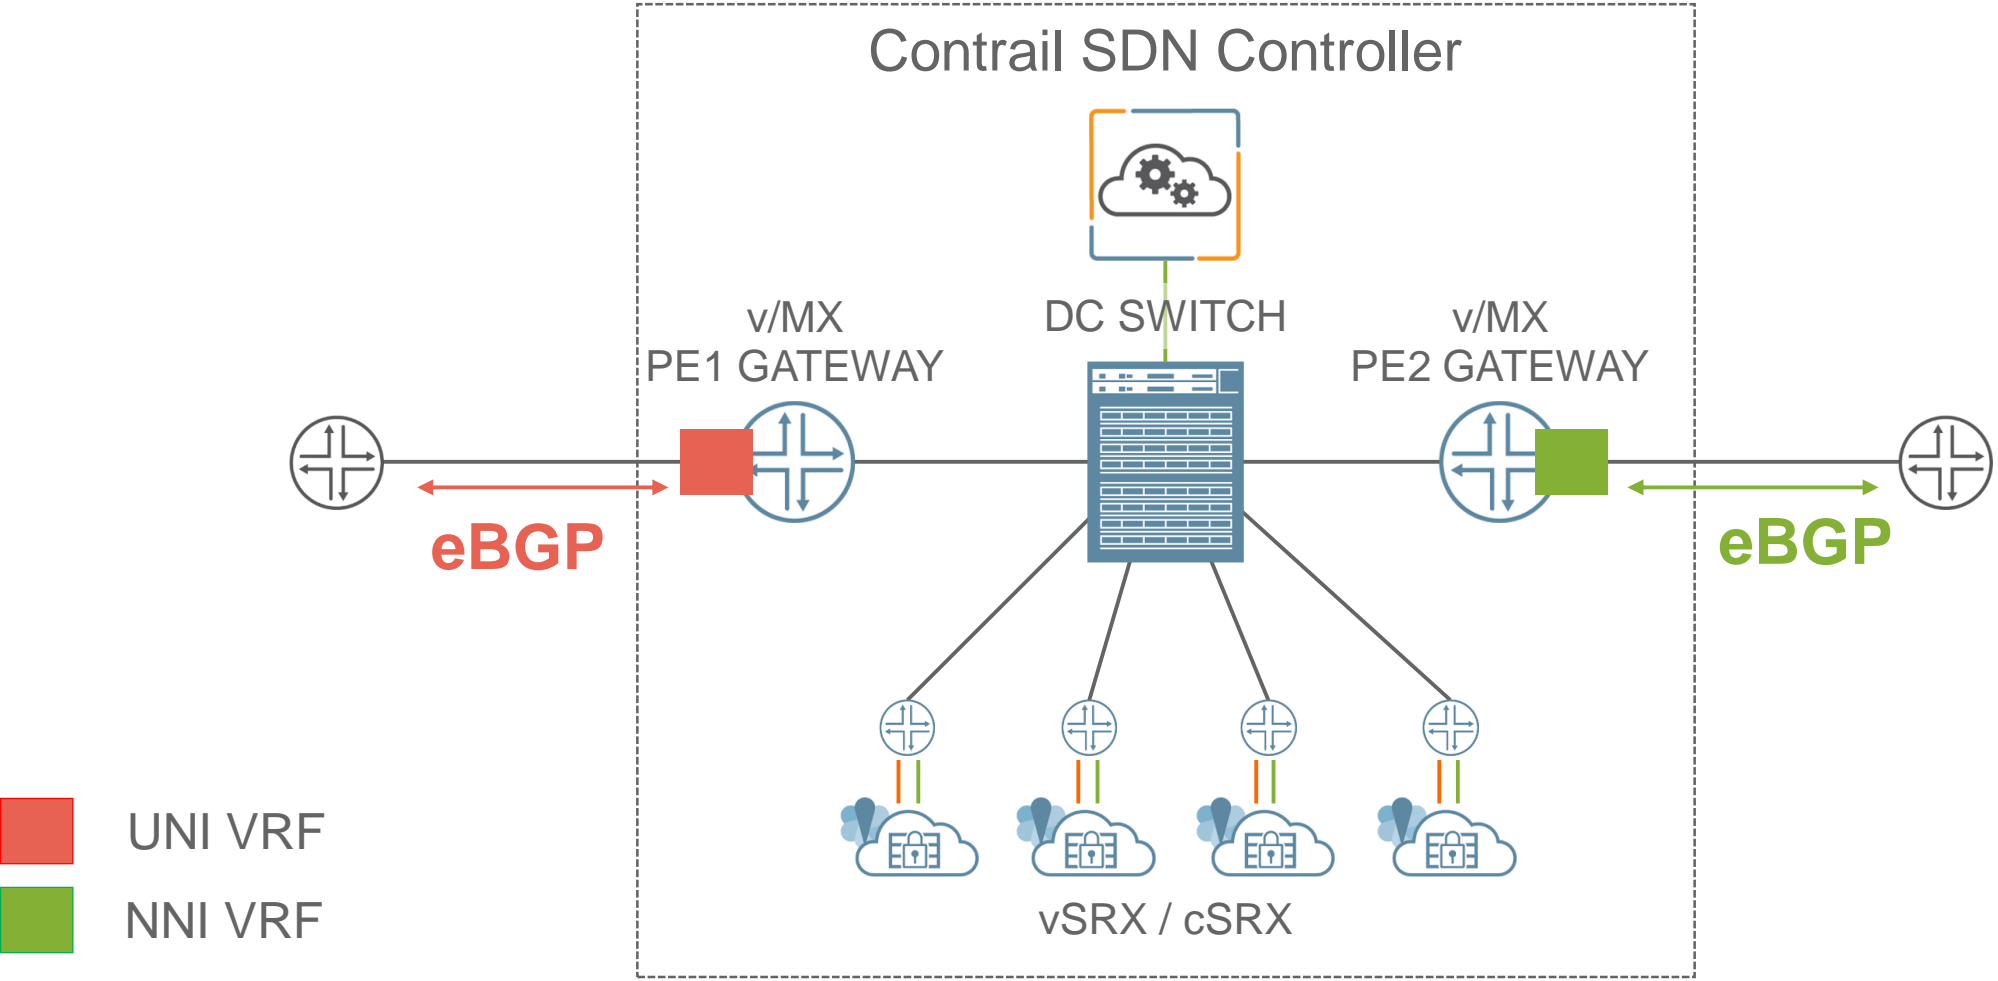 Contrail SDN Controller
v/MX
PE1 GATEWAY
DC SWITCH
v/MX
PE2 GATEWAY
eBGP
eBGP
UNI VRF
NNI VRF
vSRX / cSRX